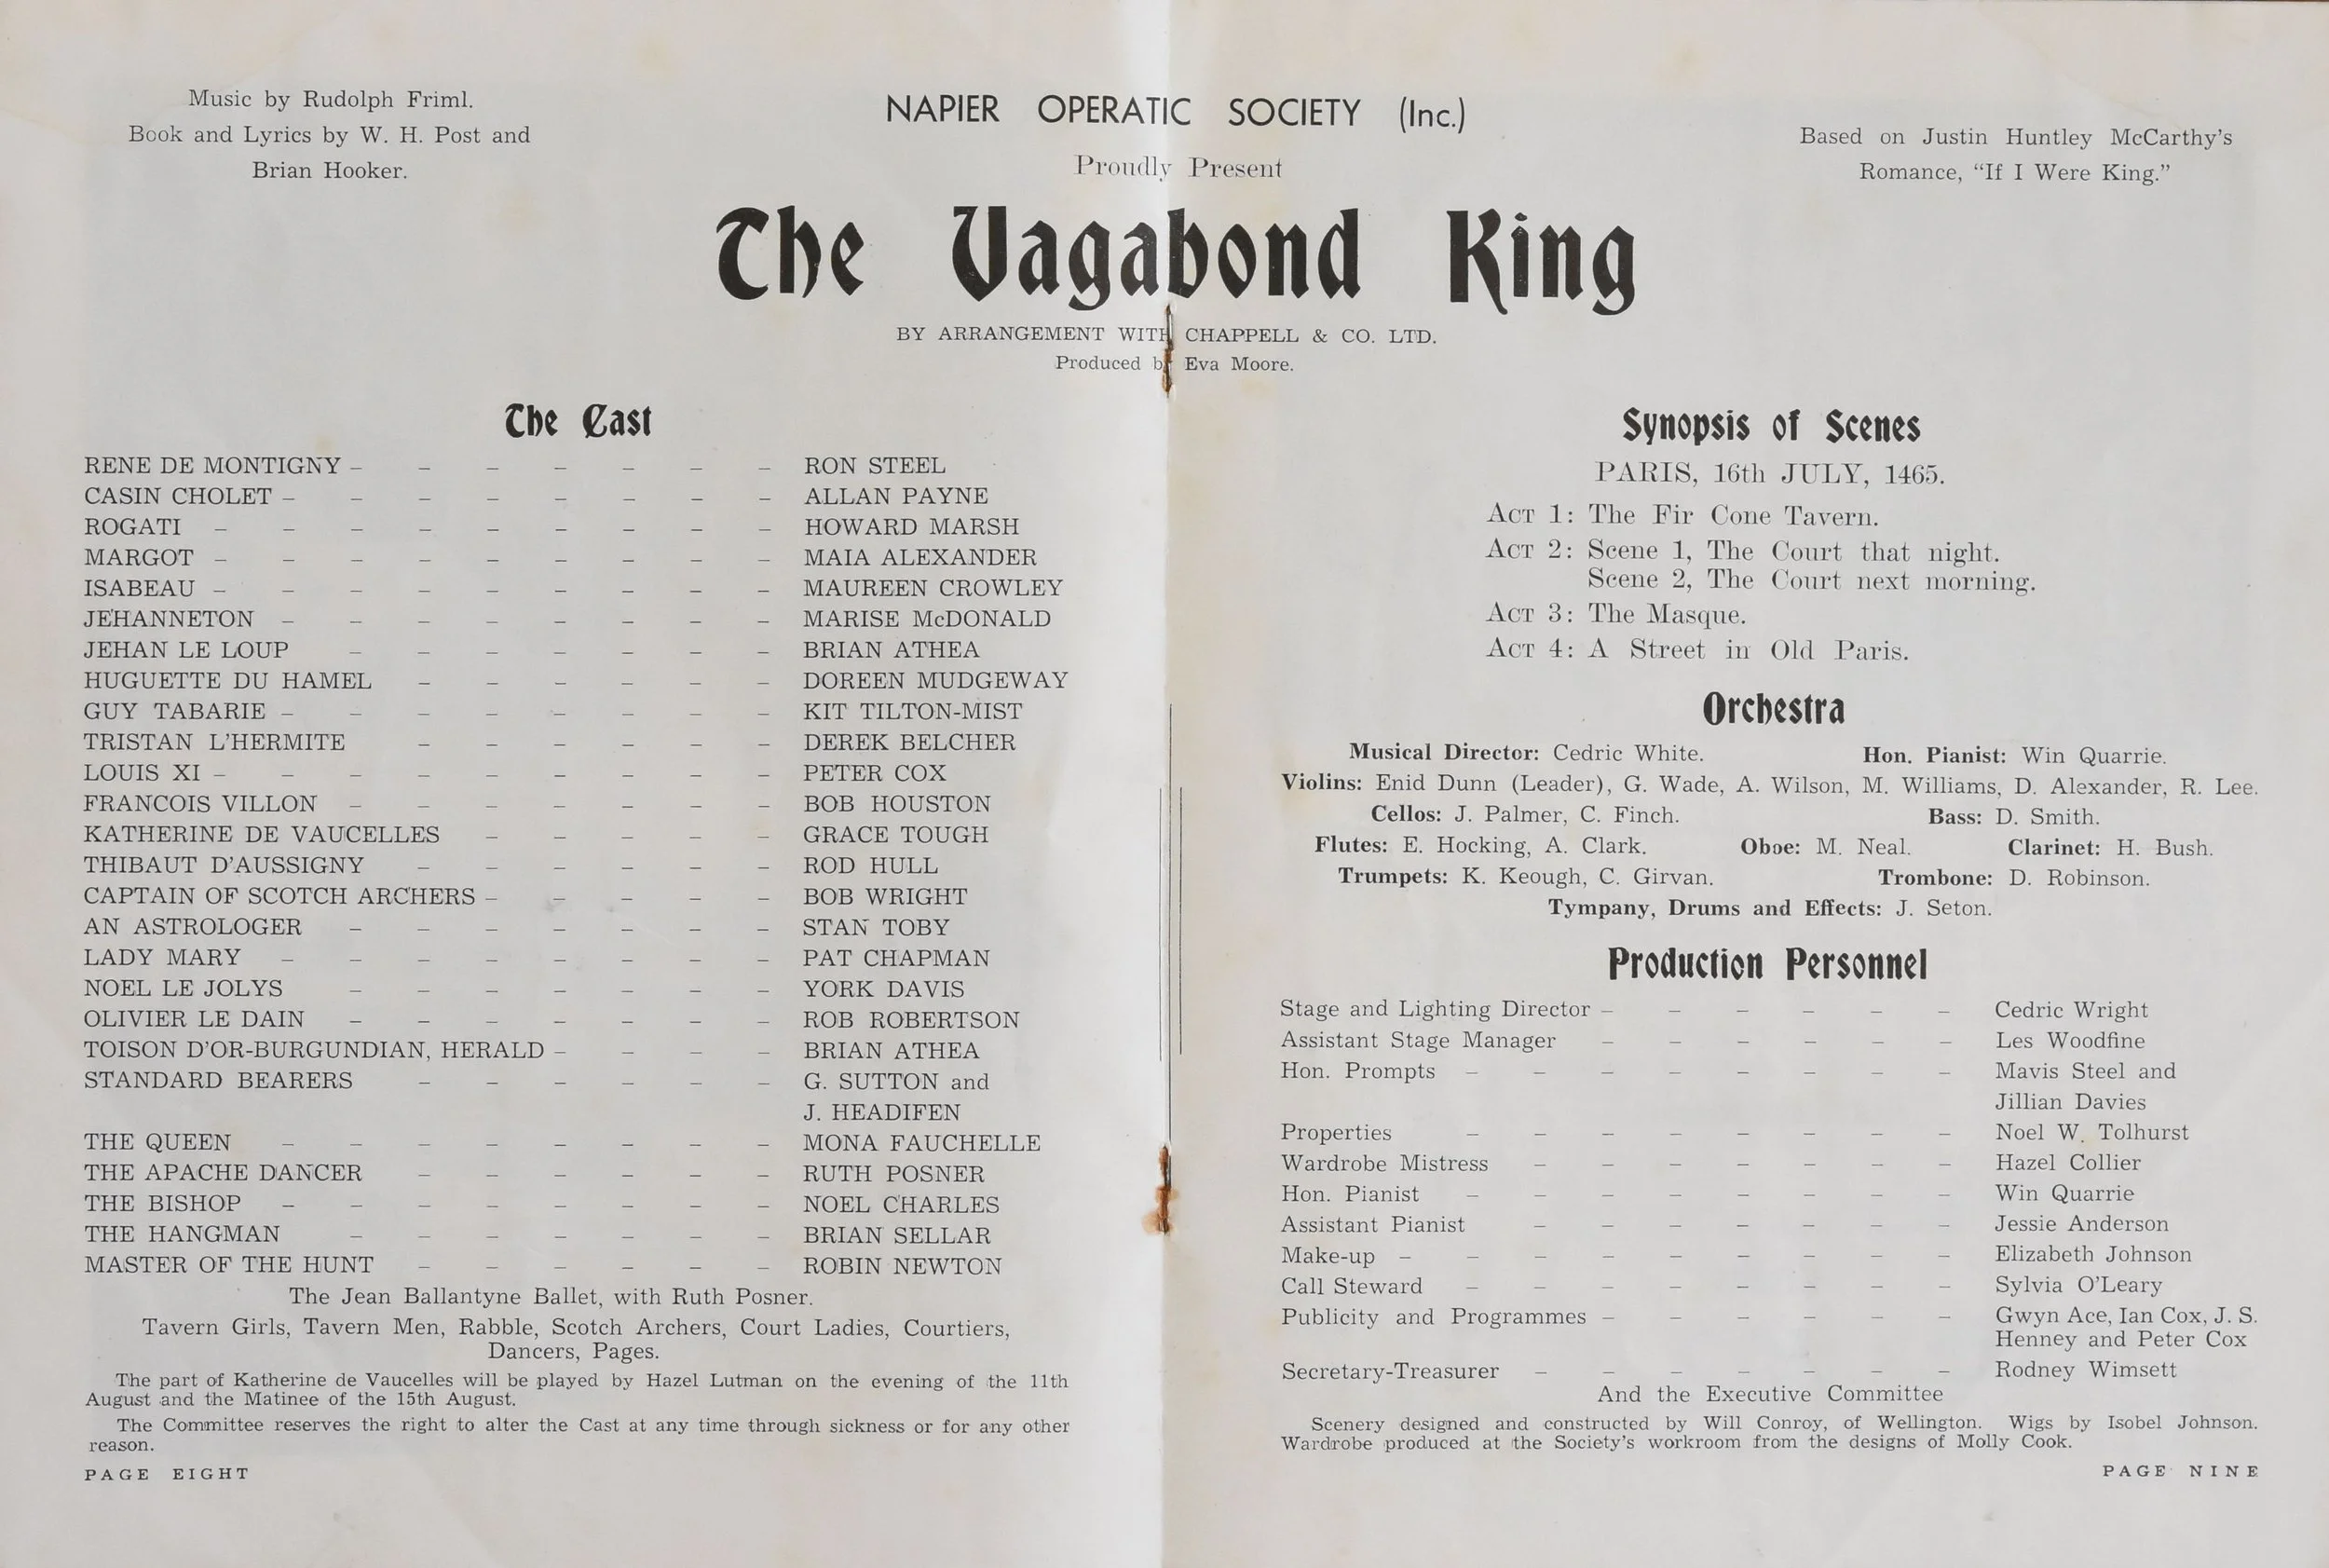 Music by Rudolph Friml.
Book and Lyrics by W. H. Post and
Brian Hooker.
NAPIER OPERATIC SOCIETY (Inc.)
Proudly Present
Based on Justin Huntley McCarthy's
Romance, “If I Were King.”
The Vagabond King
BY ARRANGEMENT WITH CHAPPELL & CO. LTD.
Produced by Eva Moore.
The Cast
RENE DE MONTIGNY – – – – – – – RON STEEL
CASIN CHOLET – – – – – – – – ALLAN PAYNE
ROGATI – – – – – – – – – HOWARD MARSH
MARGOT – – – – – – – – – MAIA ALEXANDER
ISABEAU – – – – – – – – – MAUREEN CROWLEY
JEHANNETON – – – – – – – – MARISE McDONALD
JEHAN LE LOUP – – – – – – – BRIAN ATHEA
HUGUETTE DU HAMEL – – – – – – DOREEN MUDGEWAY
GUY TABARIE – – – – – – – – KIT TILTON-MIST
TRISTAN L'HERMITE – – – – – – DEREK BELCHER
LOUIS XI – – – – – – – – – PETER COX
FRANCOIS VILLON – – – – – – – BOB HOUSTON
KATHERINE DE VAUCELLES – – – – – GRACE TOUGH
THIBAUT D'AUSSIGNY – – – – – – ROD HULL
CAPTAIN OF SCOTCH ARCHERS – – – – – BOB WRIGHT
AN ASTROLOGER – – – – – – – STAN TOBY
LADY MARY – – – – – – – – PAT CHAPMAN
NOEL LE JOLYS – – – – – – – YORK DAVIS
OLIVIER LE DAIN – – – – – – – ROB ROBERTSON
TOISON D'OR-BURGUNDIAN, HERALD – – – – BRIAN ATHEA
STANDARD BEARERS – – – – – – G. SUTTON and
J. HEADIFEN
THE QUEEN – – – – – – – – MONA FAUCHELLE
THE APACHE DANCER – – – – – – RUTH POSNER
THE BISHOP – – – – – – – – NOEL CHARLES
THE HANGMAN – – – – – – – BRIAN SELLAR
MASTER OF THE HUNT – – – – – – ROBIN NEWTON
The Jean Ballantyne Ballet, with Ruth Posner.
Tavern Girls, Tavern Men, Rabble, Scotch Archers, Court Ladies, Courtiers,
Dancers, Pages.
The part of Katherine de Vaucelles will be played by Hazel Lutman on the evening of the 11th
August and the Matinee of the 15th August.
The Committee reserves the right to alter the Cast at any time through sickness or for any other
reason.
PAGE EIGHT
Synopsis of Scenes
PARIS, 16th JULY, 1465.
ACT 1: The Fir Cone Tavern.
ACT 2: Scene 1, The Court that night.
Scene 2, The Court next morning.
ACT 3: The Masque.
ACT 4: A Street in Old Paris.
Orchestra
Musical Director: Cedric White. Hon. Pianist: Win Quarrie.
Violins: Enid Dunn (Leader), G. Wade, A. Wilson, M. Williams, D. Alexander, R. Lee.
Cellos: J. Palmer, C. Finch. Bass: D. Smith.
Flutes: E. Hocking, A. Clark. Oboe: M. Neal. Clarinet: H. Bush.
Trumpets: K. Keough, C. Girvan. Trombone: D. Robinson.
Tympany, Drums and Effects: J. Seton.
Production Personnel
Stage and Lighting Director – – – – – – Cedric Wright
Assistant Stage Manager – – – – – – Les Woodfine
Hon. Prompts – – – – – – – – Mavis Steel and
Jillian Davies
Properties – – – – – – – – Noel W. Tolhurst
Wardrobe Mistress – – – – – – – Hazel Collier
Hon. Pianist – – – – – – – – Win Quarrie
Assistant Pianist – – – – – – – Jessie Anderson
Make-up – – – – – – – – – Elizabeth Johnson
Call Steward – – – – – – – – Sylvia O'Leary
Publicity and Programmes – – – – – – Gwyn Ace, Ian Cox, J. S.
Henney and Peter Cox
Secretary-Treasurer – – – – – – – Rodney Wimsett
And the Executive Committee
Scenery designed and constructed by Will Conroy, of Wellington. Wigs by Isobel Johnson.
Wardrobe produced at the Society's workroom from the designs of Molly Cook.
PAGE NINE